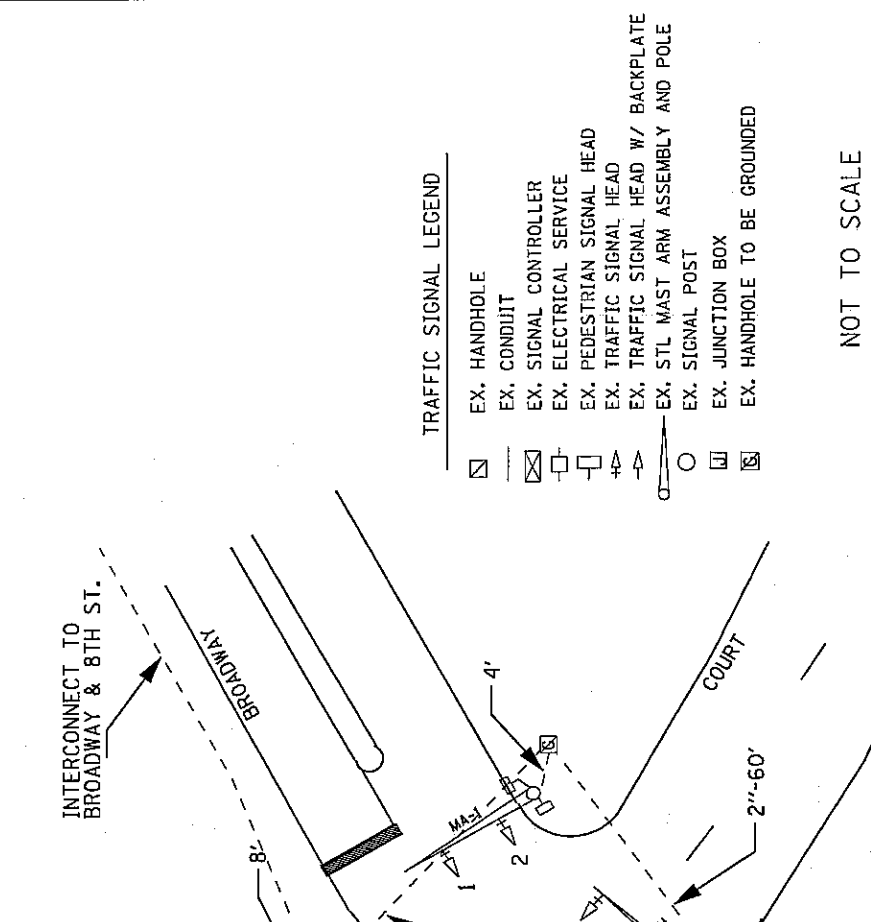 INTERCONNECT TO
BROADWAY & 8TH ST.
BROADWAY
8'
MA=1
1
2
4'
G
COURT
2"-60'
TRAFFIC SIGNAL LEGEND
EX. HANDHOLE
EX. CONDUIT
EX. SIGNAL CONTROLLER
EX. ELECTRICAL SERVICE
EX. PEDESTRIAN SIGNAL HEAD
EX. TRAFFIC SIGNAL HEAD
EX. TRAFFIC SIGNAL HEAD W/ BACKPLATE
EX. STL MAST ARM ASSEMBLY AND POLE
EX. SIGNAL POST
J EX. JUNCTION BOX
G EX. HANDHOLE TO BE GROUNDED
NOT TO SCALE